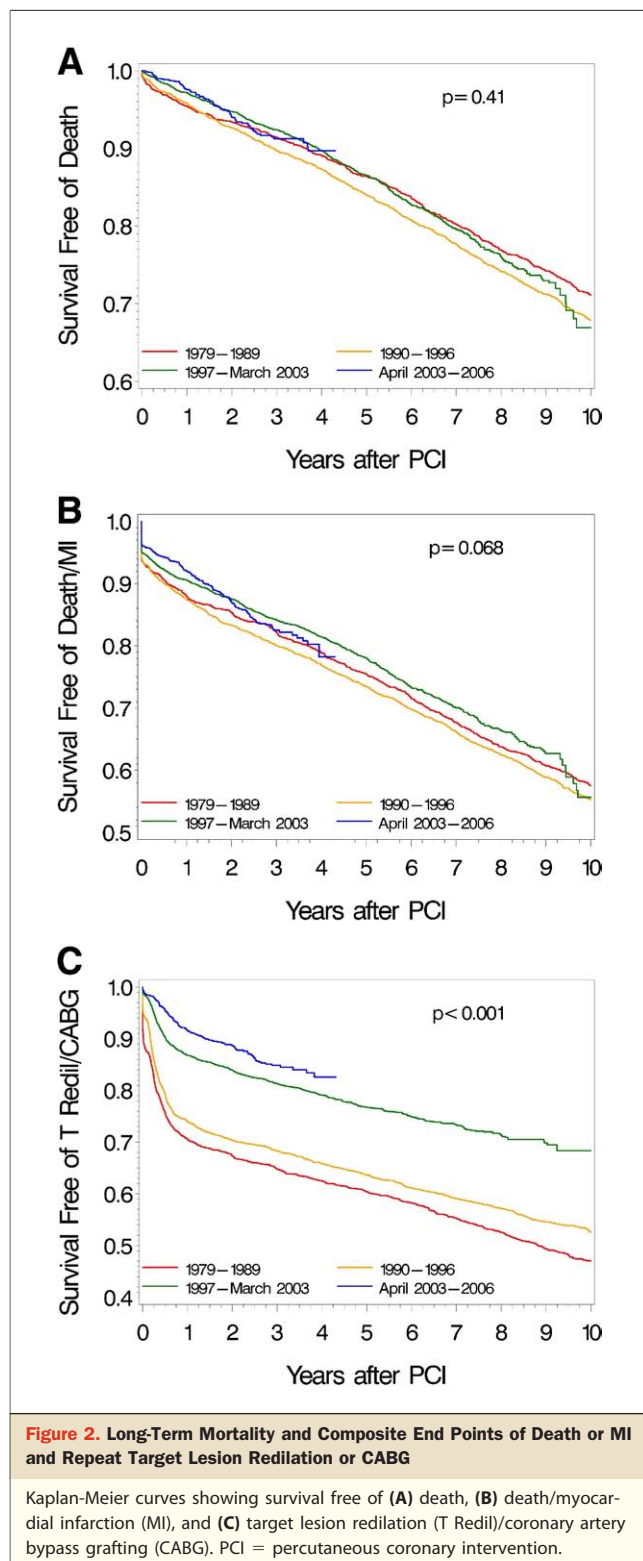 A
Survival Free of Death
1.0
0.9
0.8
0.7
0.6
p=0.41
1979–1989
1990–1996
1997–March 2003
April 2003–2006
0 1 2 3 4 5 6 7 8 9 10
Years after PCI
B
Survival Free of Death/MI
1.0
0.9
0.8
0.7
0.6
0.5
p=0.068
1979–1989
1990–1996
1997–March 2003
April 2003–2006
0 1 2 3 4 5 6 7 8 9 10
Years after PCI
C
Survival Free of T Redil/CABG
1.0
0.9
0.8
0.7
0.6
0.5
0.4
p<0.001
1979–1989
1990–1996
1997–March 2003
April 2003–2006
0 1 2 3 4 5 6 7 8 9 10
Years after PCI
Figure 2. Long-Term Mortality and Composite End Points of Death or MI
and Repeat Target Lesion Redilation or CABG
Kaplan-Meier curves showing survival free of (A) death, (B) death/myocar-
dial infarction (MI), and (C) target lesion redilation (T Redil)/coronary artery
bypass grafting (CABG). PCI = percutaneous coronary intervention.